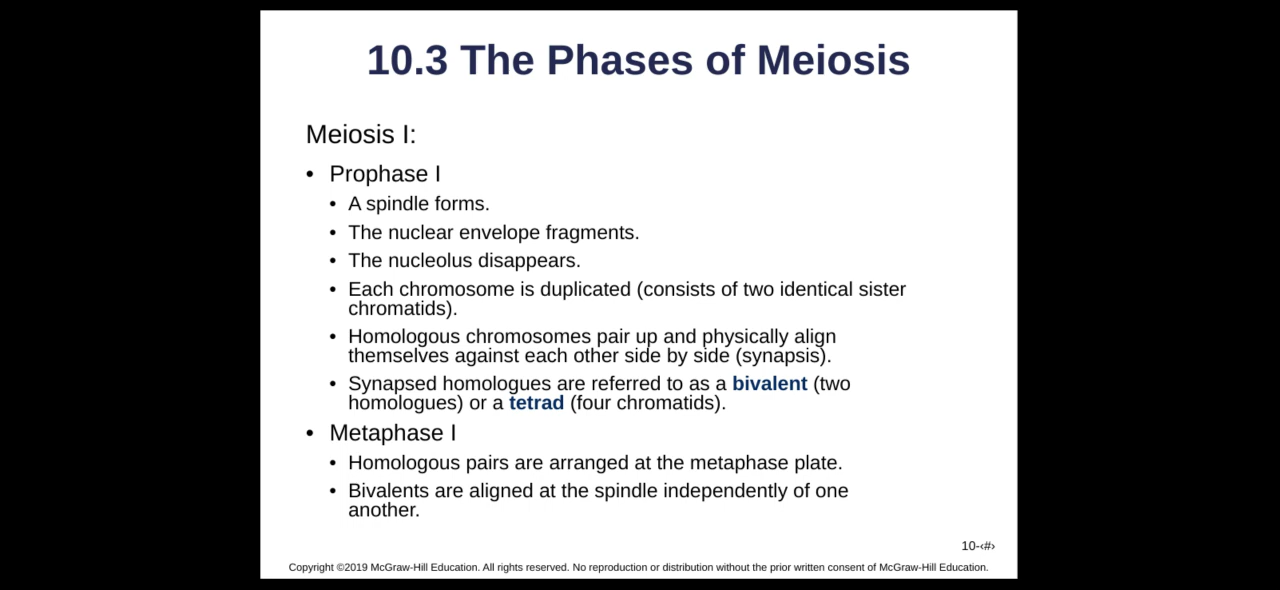 10.3 The Phases of Meiosis
Meiosis I:
• Prophase I
• A spindle forms.
• The nuclear envelope fragments.
• The nucleolus disappears.
• Each chromosome is duplicated (consists of two identical sister
chromatids).
• Homologous chromosomes pair up and physically align
themselves against each other side by side (synapsis).
• Synapsed homologues are referred to as a bivalent (two
homologues) or a tetrad (four chromatids).
• Metaphase I
• Homologous pairs are arranged at the metaphase plate.
• Bivalents are aligned at the spindle independently of one
another.
10-‹#›
Copyright ©2019 McGraw-Hill Education. All rights reserved. No reproduction or distribution without the prior written consent of McGraw-Hill Education.